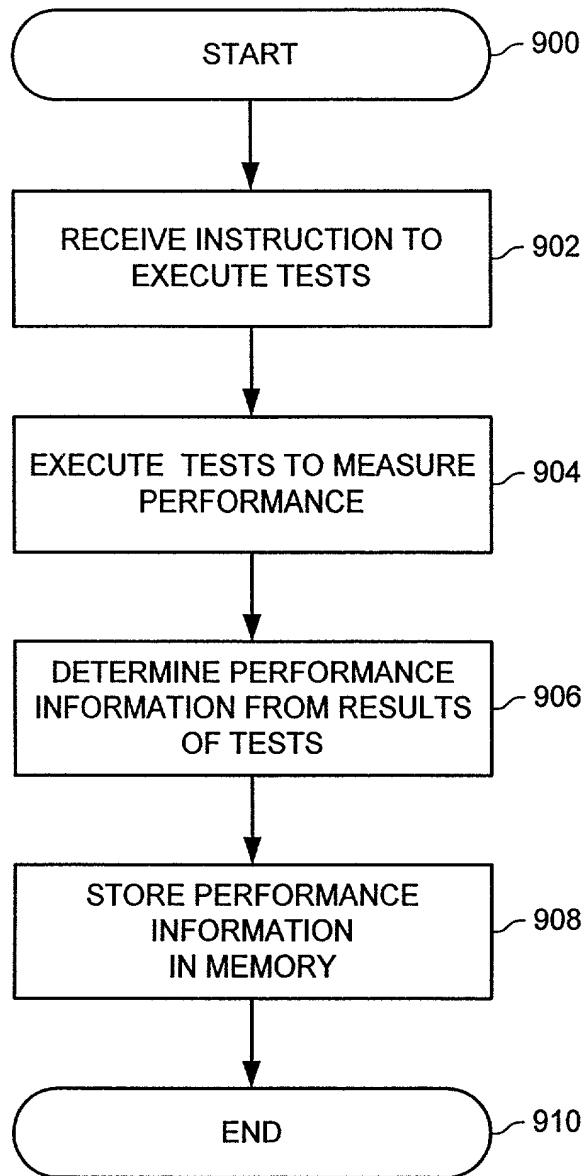 START
900
RECEIVE INSTRUCTION TO
EXECUTE TESTS
902
EXECUTE TESTS TO MEASURE
PERFORMANCE
904
DETERMINE PERFORMANCE
INFORMATION FROM RESULTS
OF TESTS
906
STORE PERFORMANCE
INFORMATION
IN MEMORY
908
END
910